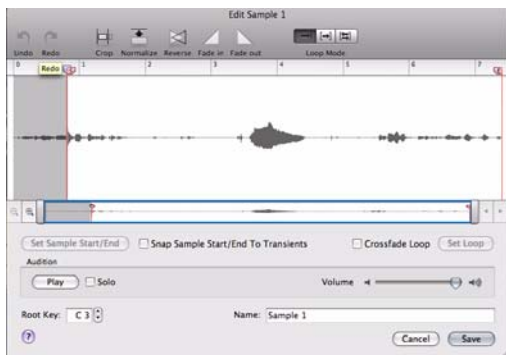 Edit Sample 1
Undo Redo Crop Normalize Reverse Fade in Fade out Loop Mode
0 1 2 3 4 5 6 7
Redo
Set Sample Start/End Snap Sample Start/End To Transients Crossfade Loop Set Loop
Audition
Play Solo Volume
Root Key: C 3 Name: Sample 1
?
Cancel Save